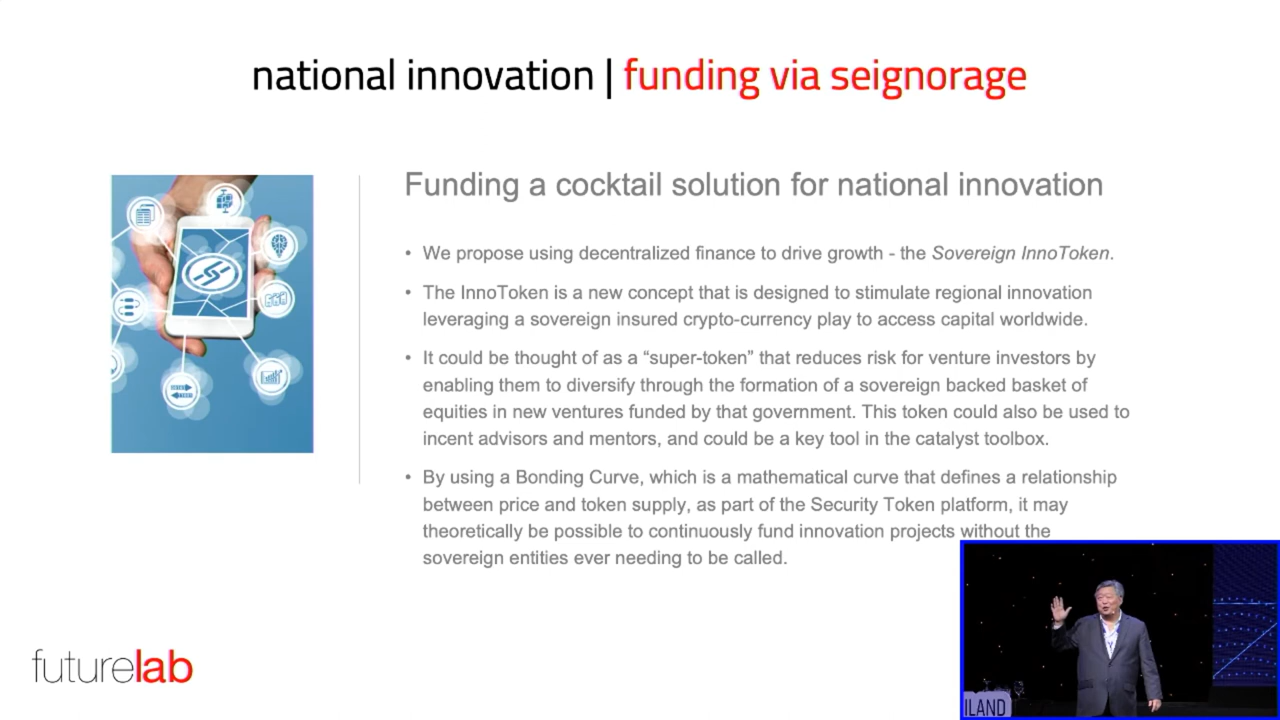 national innovation | funding via seignorage
Funding a cocktail solution for national innovation
• We propose using decentralized finance to drive growth - the Sovereign InnoToken.
• The InnoToken is a new concept that is designed to stimulate regional innovation
leveraging a sovereign insured crypto-currency play to access capital worldwide.
• It could be thought of as a “super-token” that reduces risk for venture investors by
enabling them to diversify through the formation of a sovereign backed basket of
equities in new ventures funded by that government. This token could also be used to
incent advisors and mentors, and could be a key tool in the catalyst toolbox.
• By using a Bonding Curve, which is a mathematical curve that defines a relationship
between price and token supply, as part of the Security Token platform, it may
theoretically be possible to continuously fund innovation projects without the
sovereign entities ever needing to be called.
futurelab
ILAND